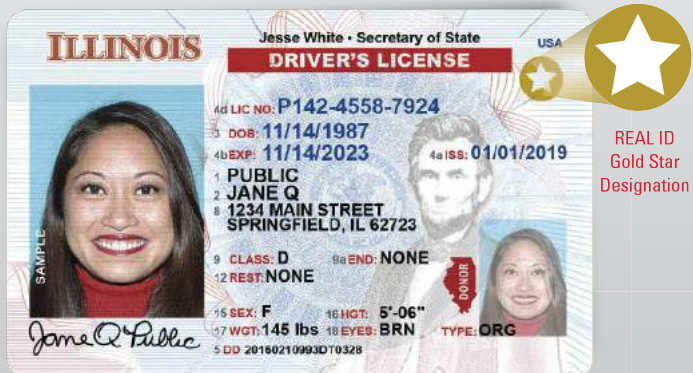 ILLINOIS
Jesse White • Secretary of State
USA
DRIVER'S LICENSE
4d LIC NO: P142-4558-7924
3 DOB: 11/14/1987
4b EXP: 11/14/2023
4a ISS: 01/01/2019
1 PUBLIC
2 JANE Q
8 1234 MAIN STREET
SPRINGFIELD, IL 62723
9 CLASS: D 9a END: NONE
12 REST: NONE
15 SEX: F 16 HGT: 5'-06"
17 WGT: 145 lbs 18 EYES: BRN TYPE: ORG
5 DD 20160210993DT0328
SAMPLE
Jane Q Public
DONOR
REAL ID
Gold Star
Designation